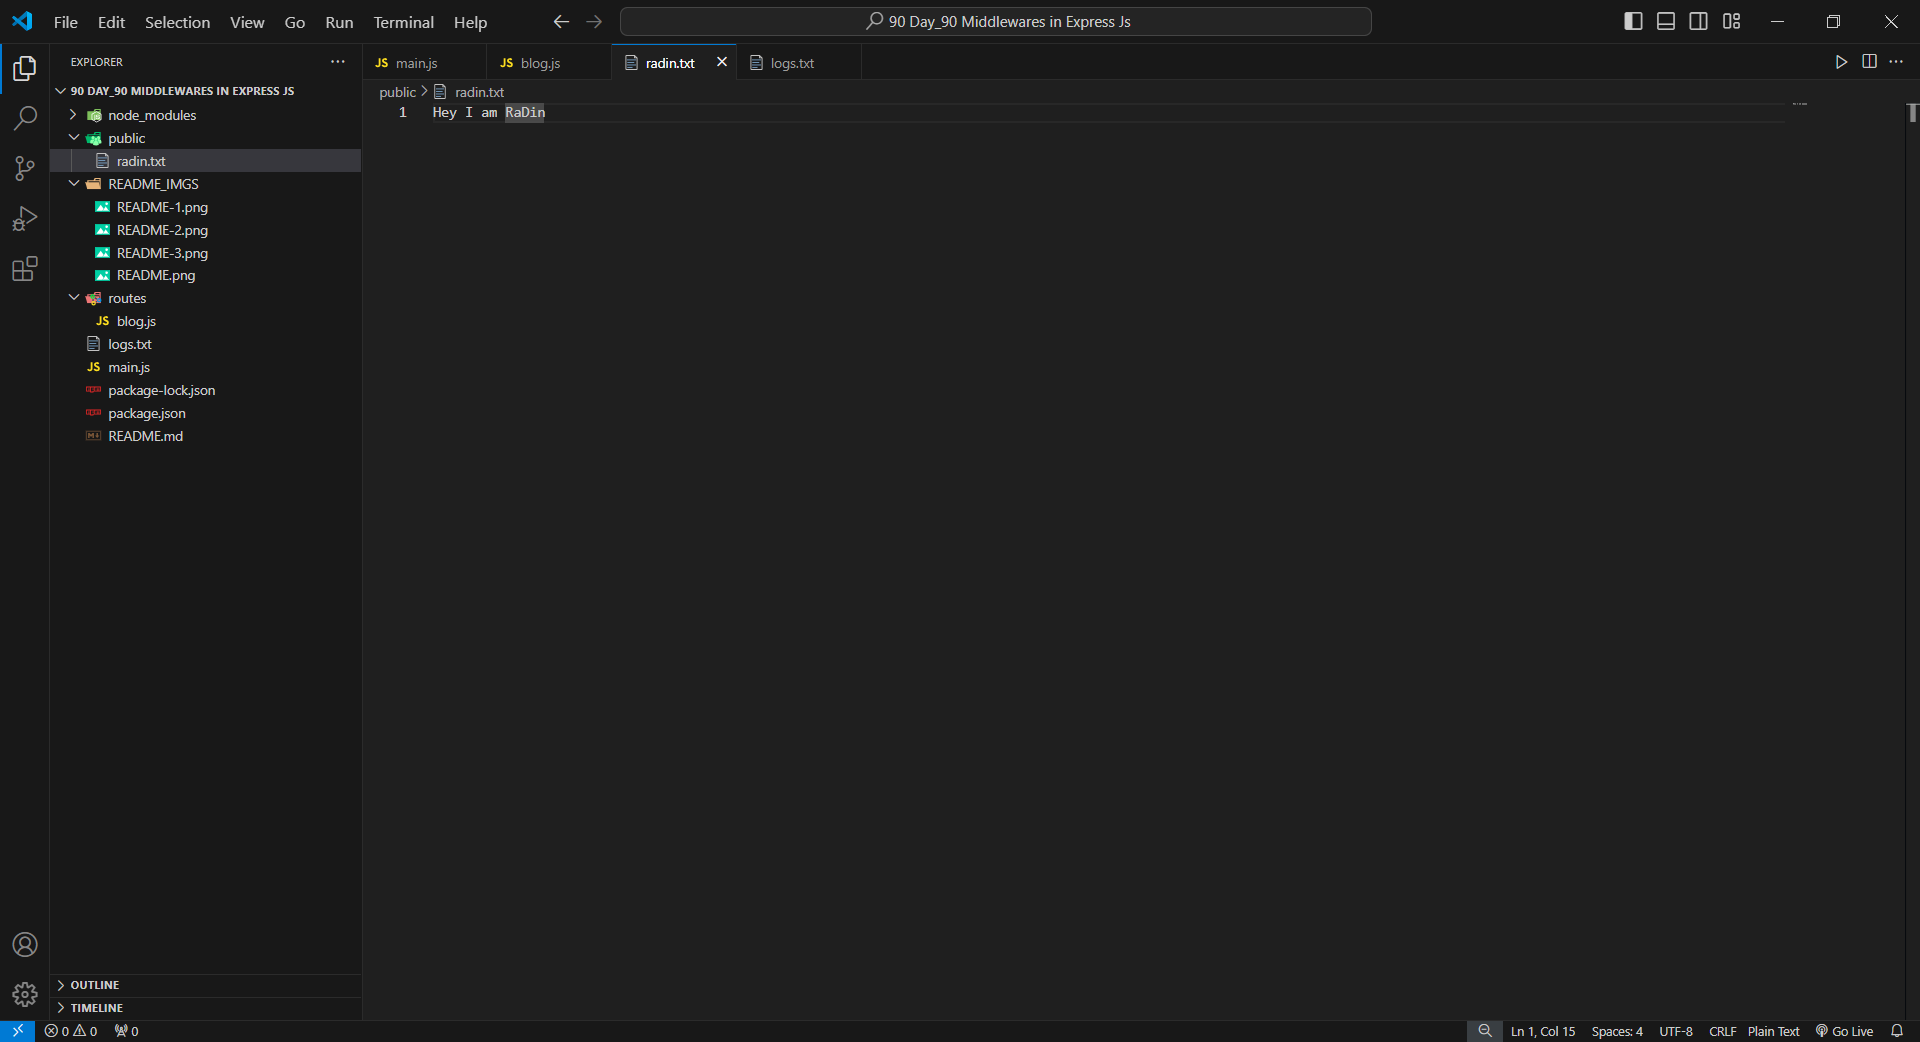 File Edit Selection View Go Run Terminal Help
90 Day_90 Middlewares in Express Js
EXPLORER
90 DAY_90 MIDDLEWARES IN EXPRESS JS
node_modules
public
radin.txt
README_IMGS
README-1.png
README-2.png
README-3.png
README.png
routes
JS blog.js
logs.txt
JS main.js
package-lock.json
package.json
README.md
OUTLINE
TIMELINE
JS main.js
JS blog.js
radin.txt
logs.txt
public > radin.txt
1 Hey I am RaDin
0 0 0
Ln 1, Col 15 Spaces: 4 UTF-8 CRLF Plain Text Go Live